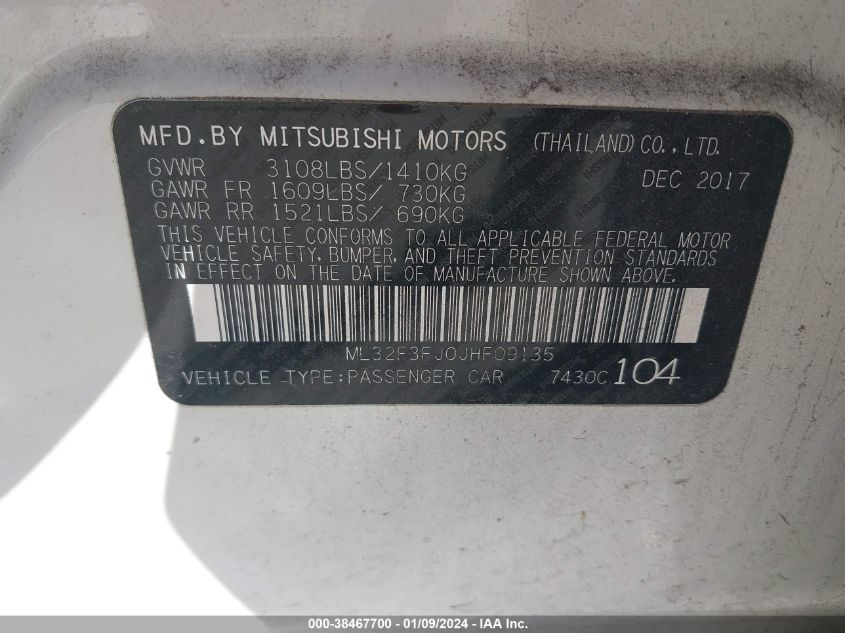 MFD.BY MITSUBISHI MOTORS (THAILAND) CO., LTD.
GVWR 3108LBS/1410KG DEC 2017
GAWR FR 1609LBS/ 730KG
GAWR RR 1521LBS/ 690KG
THIS VEHICLE CONFORMS TO ALL APPLICABLE FEDERAL MOTOR
VEHICLE SAFETY, BUMPER, AND THEFT PREVENTION STANDARDS
IN EFFECT ON THE DATE OF MANUFACTURE SHOWN ABOVE.
ML32F3FJ0JHF09135
VEHICLE TYPE:PASSENGER CAR 7430C 104
000-38467700 - 01/09/2024 - IAA Inc.